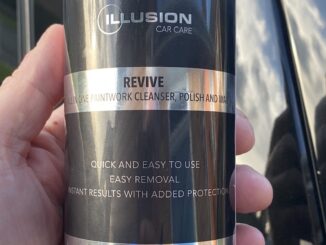 ILLUSION
CAR CARE
REVIVE
PAINTWORK CLEANSER, POLISH AND
QUICK AND EASY TO USE
EASY REMOVAL
INSTANT RESULTS WITH ADDED PROTECTION